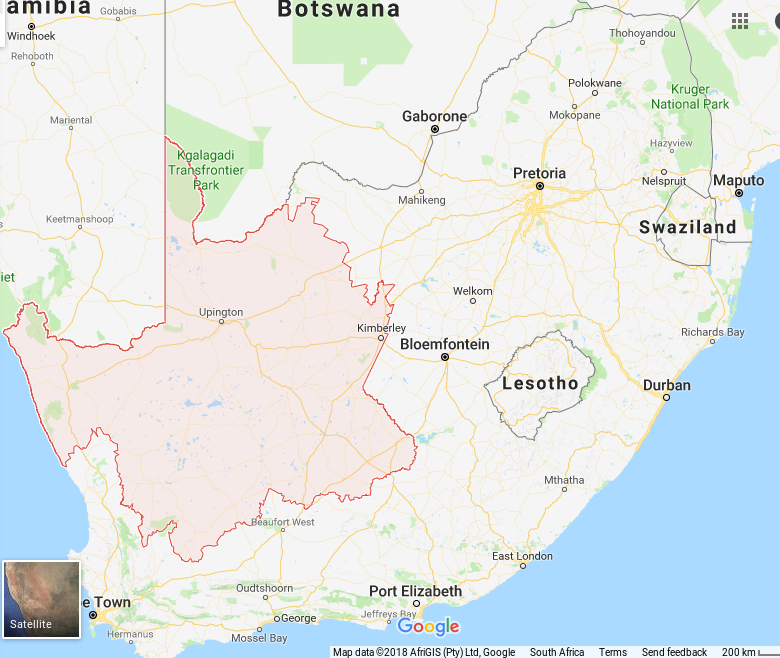 amibia
Gobabis
Botswana
Windhoek
Rehoboth
Thohoyandou
Polokwane
Kruger
National Park
Mokopane
Gaborone
Mariental
Hazyview
Kgalagadi
Transfrontier
Park
Pretoria
Nelspruit
Maputo
Mahikeng
Keetmanshoop
Swaziland
iet
Welkom
Upington
Kimberley
Richards Bay
Bloemfontein
Lesotho
Durban
Mthatha
Beaufort West
East London
Oudtshoorn
Port Elizabeth
e Town
George
Jeffreys Bay
Satellite
Google
Hermanus
Mossel Bay
Map data ©2018 AfriGIS (Pty) Ltd, Google South Africa Terms Send feedback 200 km